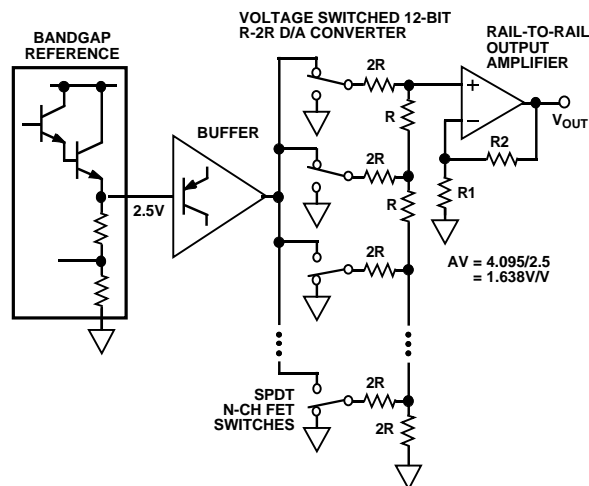 VOLTAGE SWITCHED 12-BIT
R-2R D/A CONVERTER
RAIL-TO-RAIL
OUTPUT
AMPLIFIER
BANDGAP
REFERENCE
2R
+
−
VOUT
R
R2
R1
BUFFER
2.5V
2R
R
AV = 4.095/2.5
= 1.638V/V
2R
SPDT
N-CH FET
SWITCHES
2R
2R